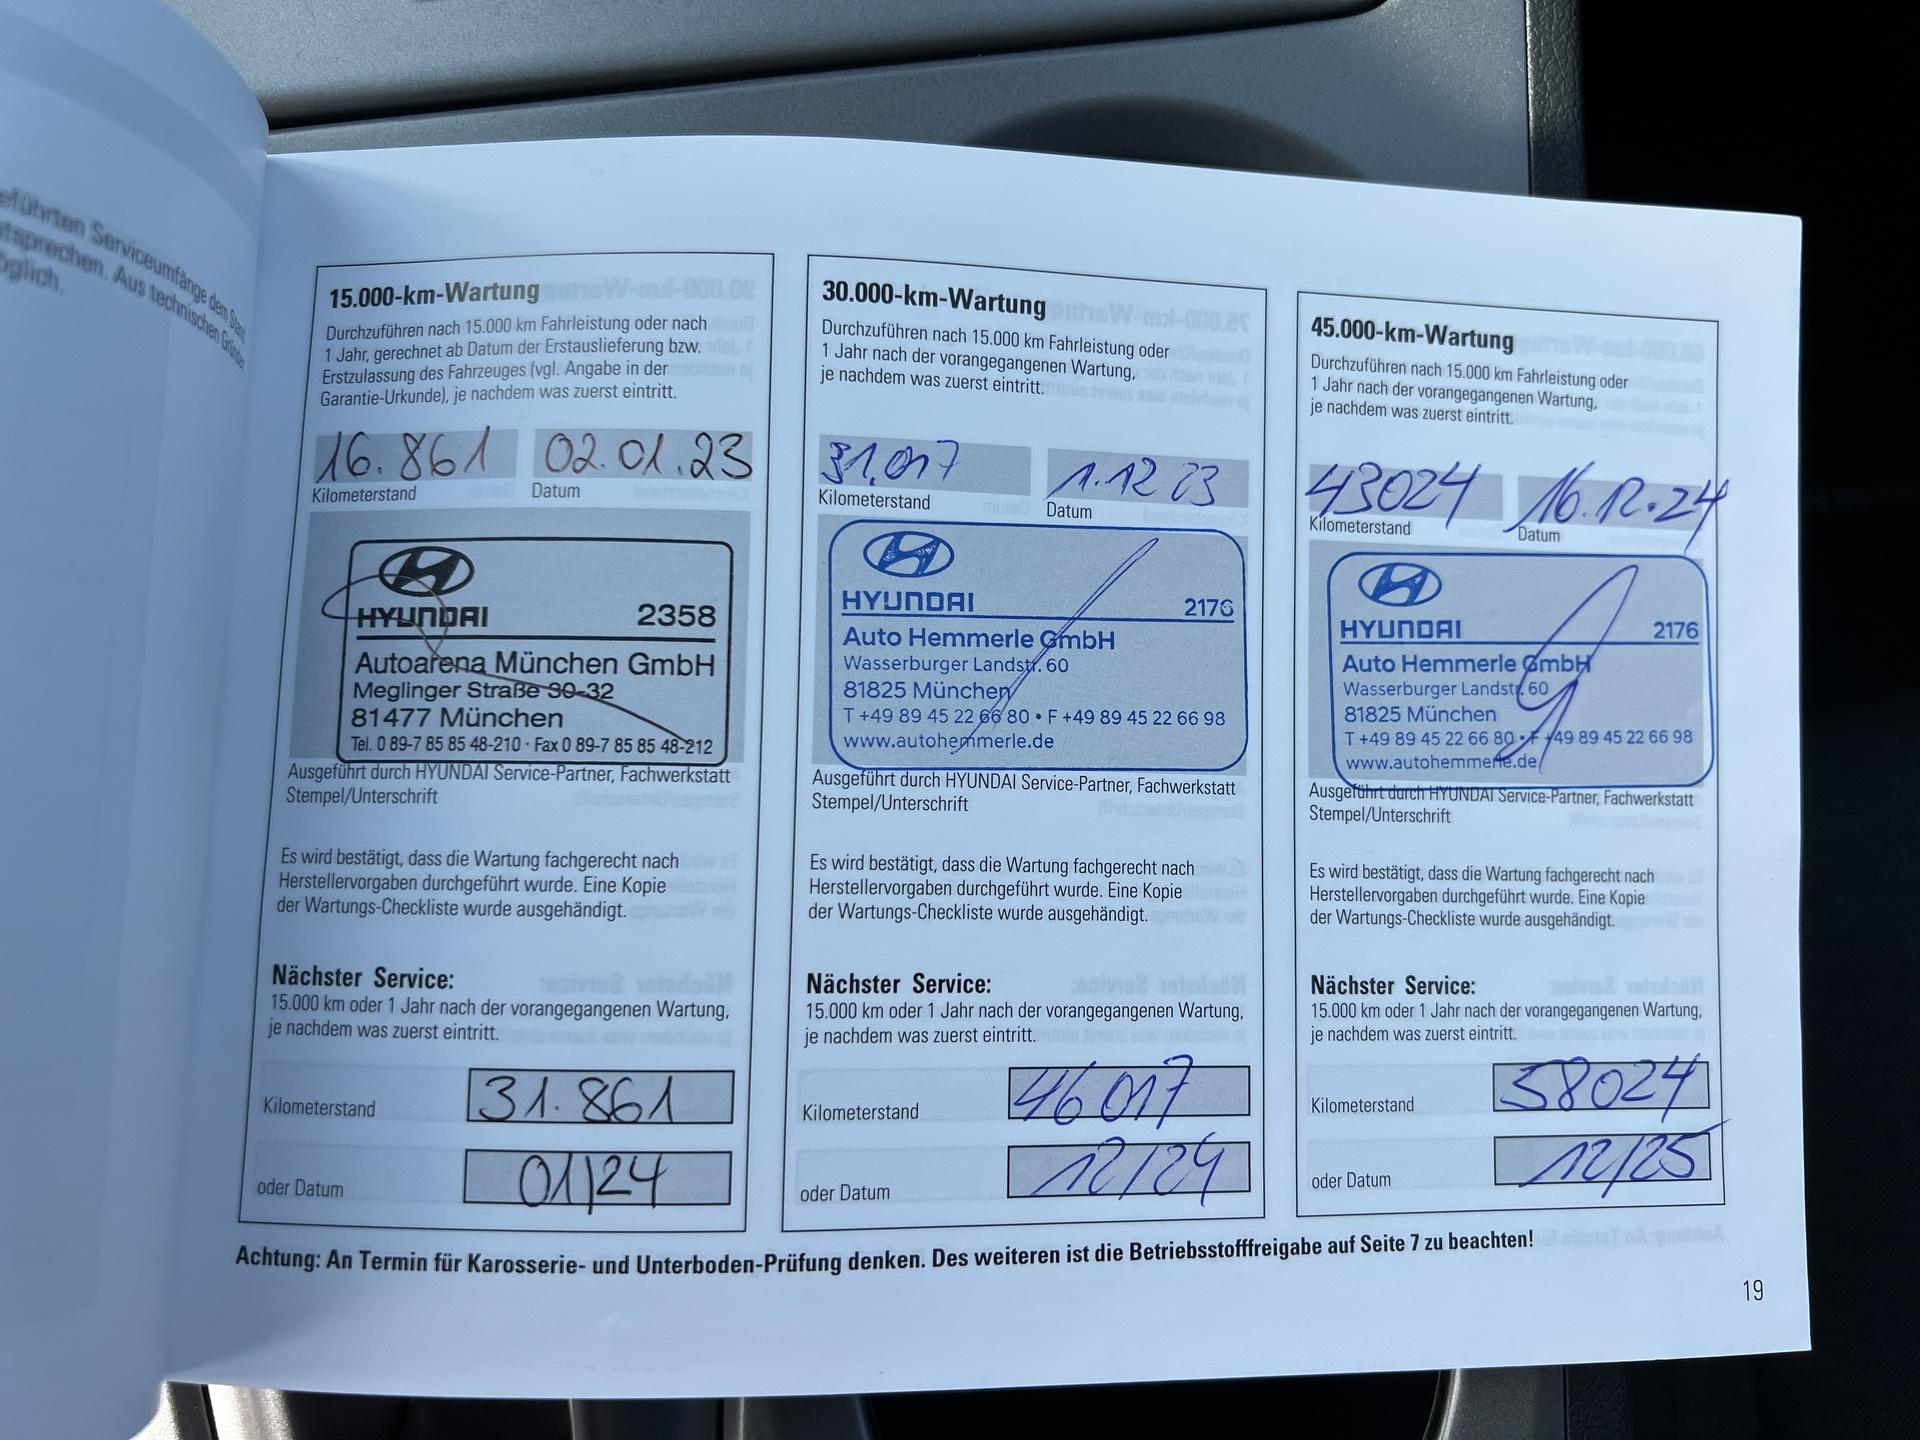 eführten Serviceumfänge dem Stand
tsprechen. Aus technischen Gründen
öglich.
15.000-km-Wartung
Durchzuführen nach 15.000 km Fahrleistung oder nach
1 Jahr, gerechnet ab Datum der Erstauslieferung bzw.
Erstzulassung des Fahrzeuges (vgl. Angabe in der
Garantie-Urkunde), je nachdem was zuerst eintritt.
16.861 02.01.23
Kilometerstand Datum
HYUNDAI 2358
Autoarena München GmbH
Meglinger Straße 30-32
81477 München
Tel. 0 89-7 85 85 48-210 · Fax 0 89-7 85 85 48-212
Ausgeführt durch HYUNDAI Service-Partner, Fachwerkstatt
Stempel/Unterschrift
Es wird bestätigt, dass die Wartung fachgerecht nach
Herstellervorgaben durchgeführt wurde. Eine Kopie
der Wartungs-Checkliste wurde ausgehändigt.
Nächster Service:
15.000 km oder 1 Jahr nach der vorangegangenen Wartung,
je nachdem was zuerst eintritt.
Kilometerstand 31.861
oder Datum 01/24
30.000-km-Wartung
Durchzuführen nach 15.000 km Fahrleistung oder
1 Jahr nach der vorangegangenen Wartung,
je nachdem was zuerst eintritt.
31.017 1.12 23
Kilometerstand Datum
HYUNDAI 2176
Auto Hemmerle GmbH
Wasserburger Landstr. 60
81825 München
T +49 89 45 22 66 80 • F +49 89 45 22 66 98
www.autohemmerle.de
Ausgeführt durch HYUNDAI Service-Partner, Fachwerkstatt
Stempel/Unterschrift
Es wird bestätigt, dass die Wartung fachgerecht nach
Herstellervorgaben durchgeführt wurde. Eine Kopie
der Wartungs-Checkliste wurde ausgehändigt.
Nächster Service:
15.000 km oder 1 Jahr nach der vorangegangenen Wartung,
je nachdem was zuerst eintritt.
Kilometerstand 46017
oder Datum 12/24
45.000-km-Wartung
Durchzuführen nach 15.000 km Fahrleistung oder
1 Jahr nach der vorangegangenen Wartung,
je nachdem was zuerst eintritt.
43024 16.12.24
Kilometerstand Datum
HYUNDAI 2176
Auto Hemmerle GmbH
Wasserburger Landstr. 60
81825 München
T +49 89 45 22 66 80 • F +49 89 45 22 66 98
www.autohemmerle.de
Ausgeführt durch HYUNDAI Service-Partner, Fachwerkstatt
Stempel/Unterschrift
Es wird bestätigt, dass die Wartung fachgerecht nach
Herstellervorgaben durchgeführt wurde. Eine Kopie
der Wartungs-Checkliste wurde ausgehändigt.
Nächster Service:
15.000 km oder 1 Jahr nach der vorangegangenen Wartung,
je nachdem was zuerst eintritt.
Kilometerstand 58024
oder Datum 12/25
Achtung: An Termin für Karosserie- und Unterboden-Prüfung denken. Des weiteren ist die Betriebsstofffreigabe auf Seite 7 zu beachten!
19